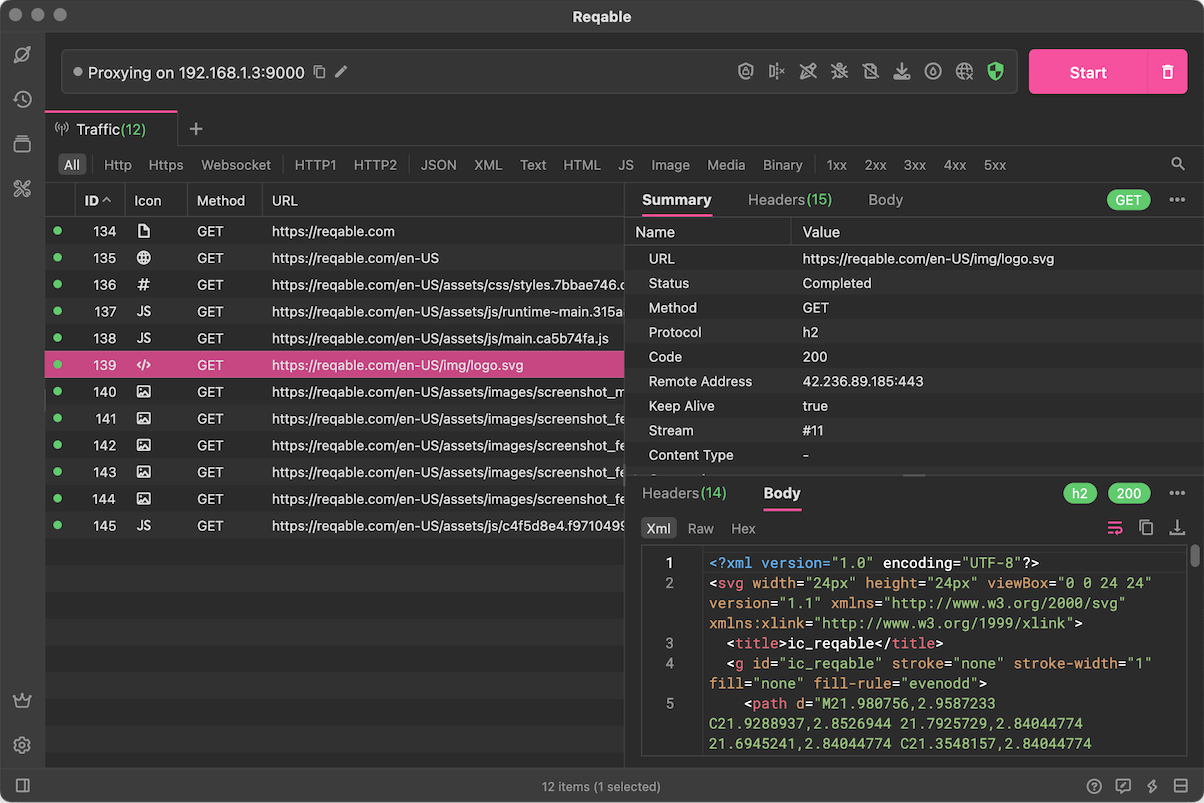 Reqable
Proxying on 192.168.1.3:9000
Start
Traffic(12)
All Http Https Websocket HTTP1 HTTP2 JSON XML Text HTML JS Image Media Binary 1xx 2xx 3xx 4xx 5xx
ID Icon Method URL
134 GET https://reqable.com
135 GET https://reqable.com/en-US
136 # GET https://reqable.com/en-US/assets/css/styles.7bbae746.c
137 JS GET https://reqable.com/en-US/assets/js/runtime~main.315a
138 JS GET https://reqable.com/en-US/assets/js/main.ca5b74fa.js
139 </> GET https://reqable.com/en-US/img/logo.svg
140 GET https://reqable.com/en-US/assets/images/screenshot_m
141 GET https://reqable.com/en-US/assets/images/screenshot_fe
142 GET https://reqable.com/en-US/assets/images/screenshot_fe
143 GET https://reqable.com/en-US/assets/images/screenshot_fe
144 GET https://reqable.com/en-US/assets/images/screenshot_fe
145 JS GET https://reqable.com/en-US/assets/js/c4f5d8e4.f9710499
Summary Headers(15) Body GET
Name Value
URL https://reqable.com/en-US/img/logo.svg
Status Completed
Method GET
Protocol h2
Code 200
Remote Address 42.236.89.185:443
Keep Alive true
Stream #11
Content Type -
Headers(14) Body h2 200
Xml Raw Hex
1 <?xml version="1.0" encoding="UTF-8"?>
2 <svg width="24px" height="24px" viewBox="0 0 24 24"
version="1.1" xmlns="http://www.w3.org/2000/svg"
xmlns:xlink="http://www.w3.org/1999/xlink">
3 <title>ic_reqable</title>
4 <g id="ic_reqable" stroke="none" stroke-width="1"
fill="none" fill-rule="evenodd">
5 <path d="M21.980756,2.9587233
C21.9288937,2.8526944 21.7925729,2.84044774
21.6945241,2.84044774 C21.3548157,2.84044774
12 items (1 selected)